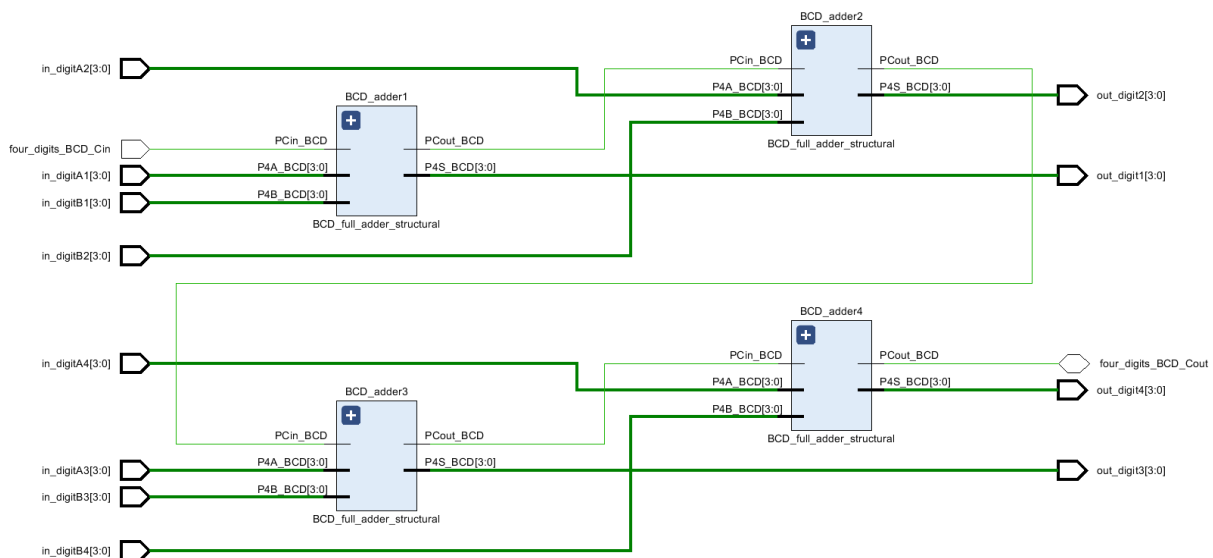 BCD_adder2
in_digitA2[3:0]
PCin_BCD
PCout_BCD
P4A_BCD[3:0]
P4S_BCD[3:0]
out_digit2[3:0]
P4B_BCD[3:0]
BCD_full_adder_structural
BCD_adder1
four_digits_BCD_Cin
PCin_BCD
PCout_BCD
in_digitA1[3:0]
P4A_BCD[3:0]
P4S_BCD[3:0]
out_digit1[3:0]
in_digitB1[3:0]
P4B_BCD[3:0]
BCD_full_adder_structural
in_digitB2[3:0]
BCD_adder4
in_digitA4[3:0]
PCin_BCD
PCout_BCD
four_digits_BCD_Cout
P4A_BCD[3:0]
P4S_BCD[3:0]
out_digit4[3:0]
P4B_BCD[3:0]
BCD_full_adder_structural
BCD_adder3
PCin_BCD
PCout_BCD
in_digitA3[3:0]
P4A_BCD[3:0]
P4S_BCD[3:0]
out_digit3[3:0]
in_digitB3[3:0]
P4B_BCD[3:0]
BCD_full_adder_structural
in_digitB4[3:0]